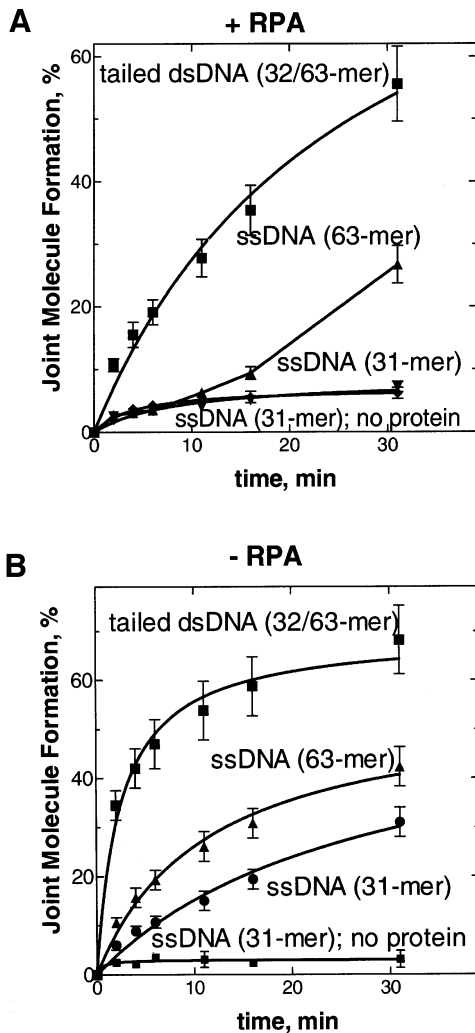 A
+ RPA
60
tailed dsDNA (32/63-mer)
40
ssDNA (63-mer)
20
ssDNA (31-mer)
ssDNA (31-mer); no protein
0
0
10
20
30
Joint Molecule Formation, %
time, min
B
- RPA
tailed dsDNA (32/63-mer)
60
ssDNA (63-mer)
40
ssDNA (31-mer)
20
ssDNA (31-mer); no protein
0
0
10
20
30
Joint Molecule Formation, %
time, min